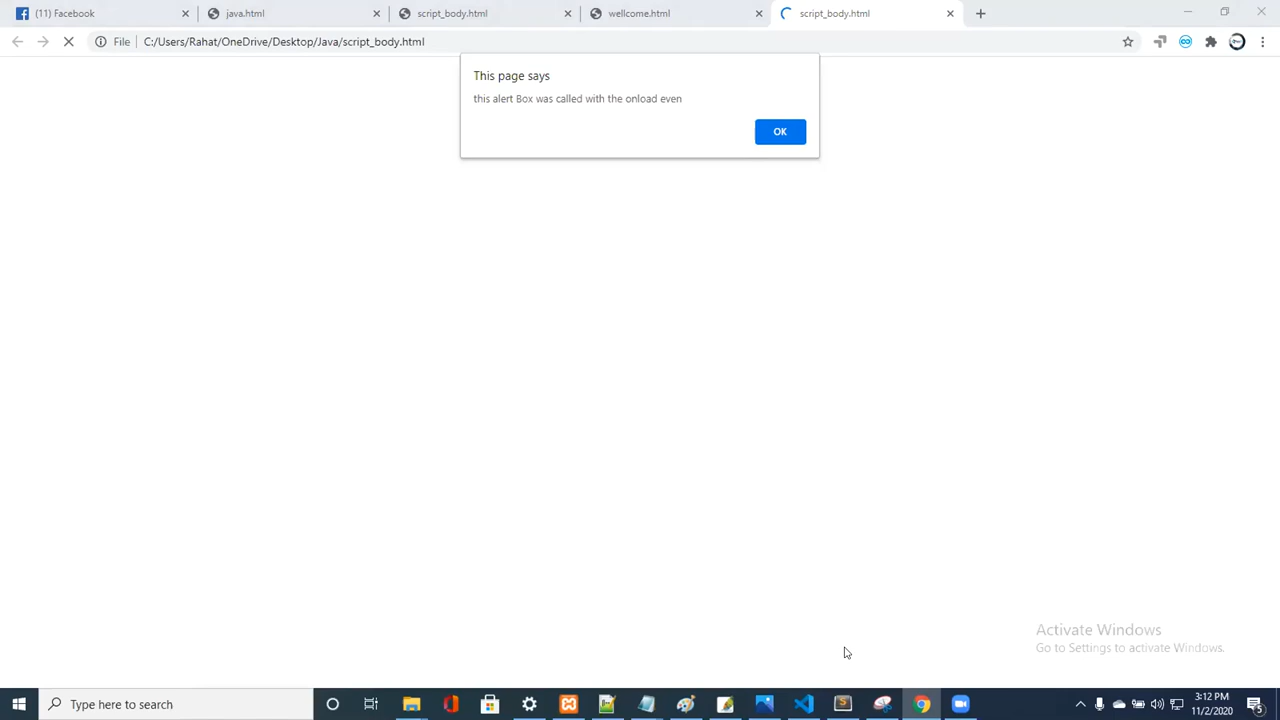 (11) Facebook
java.html
script_body.html
wellcome.html
script_body.html
File
C:/Users/Rahat/OneDrive/Desktop/Java/script_body.html
This page says
this alert Box was called with the onload even
OK
Activate Windows
Go to Settings to activate Windows.
Type here to search
3:12 PM
11/2/2020
5